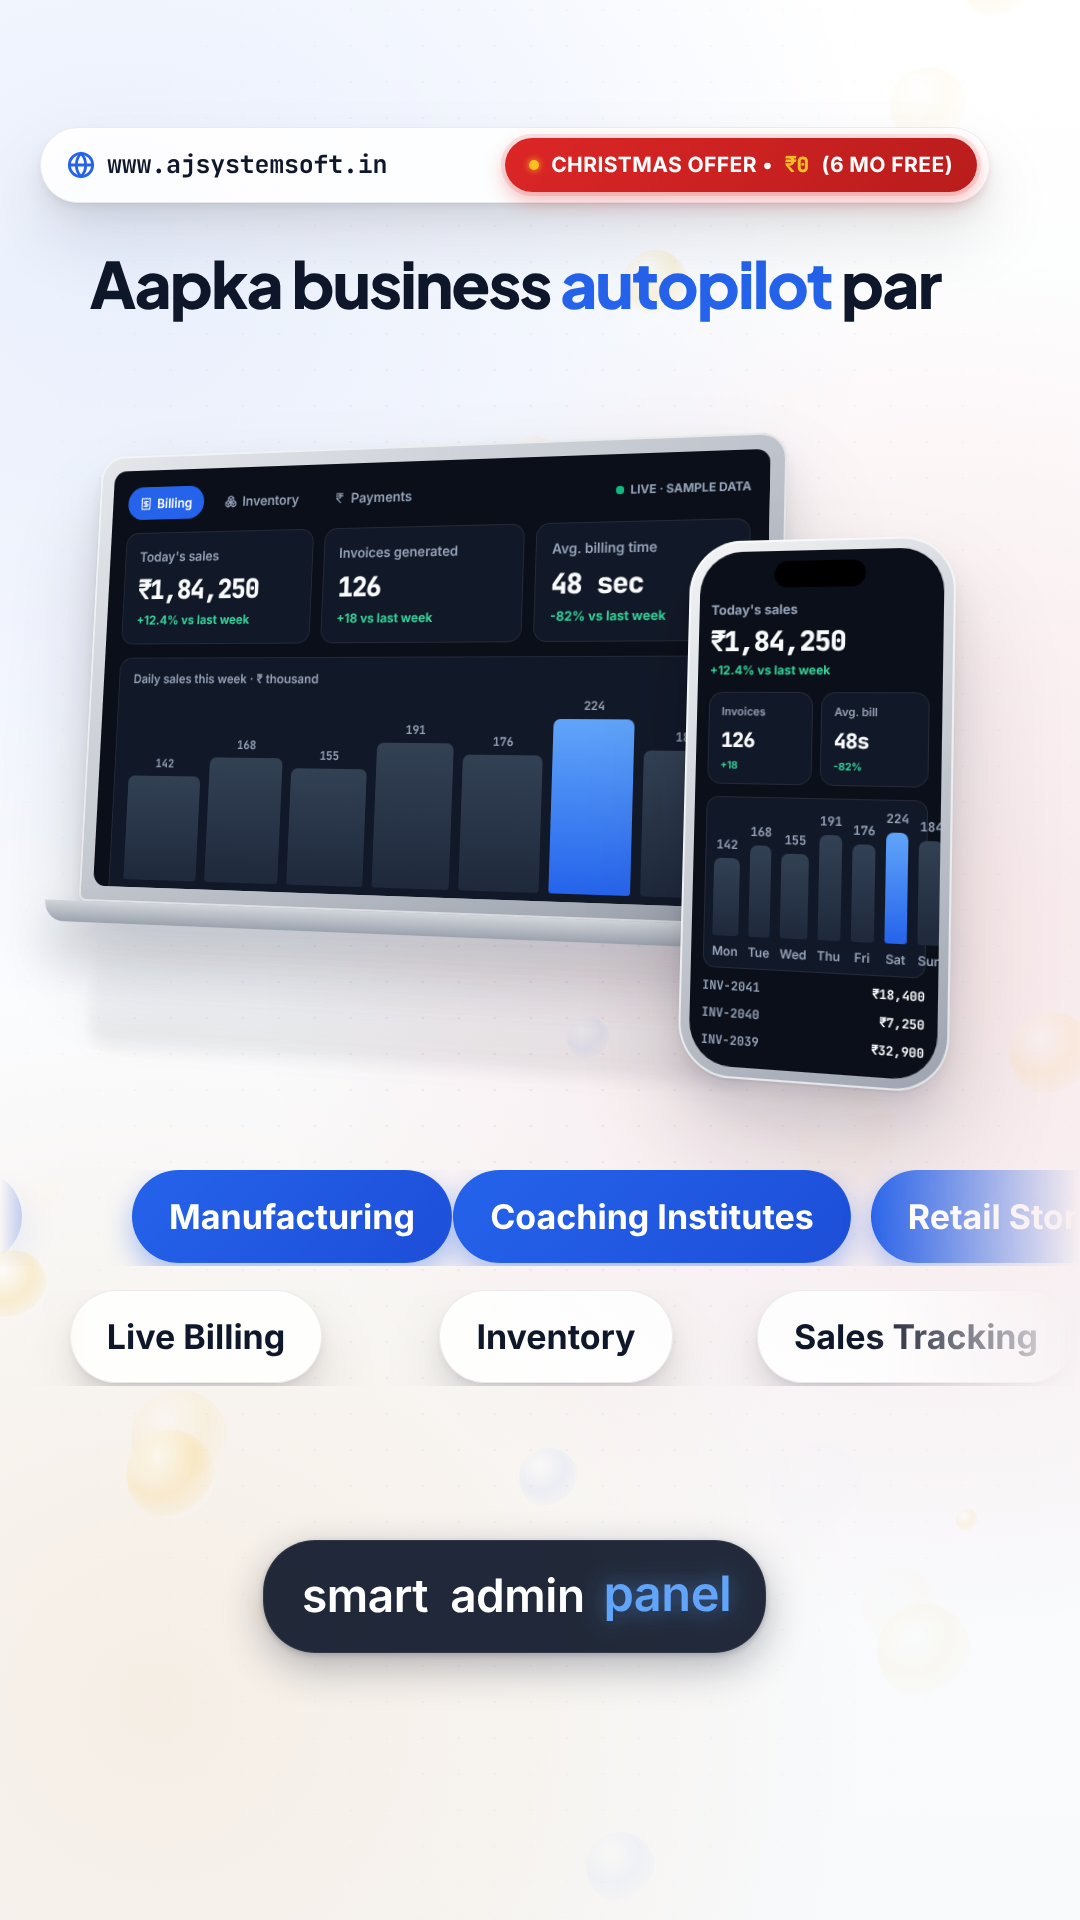 www.ajsystemsoft.in
CHRISTMAS OFFER • ₹0 (6 MO FREE)
Aapka business autopilot par
Billing Inventory ₹ Payments LIVE · SAMPLE DATA
Today's sales
₹1,84,250
+12.4% vs last week
Invoices generated
126
+18 vs last week
Avg. billing time
48 sec
-82% vs last week
Daily sales this week · ₹ thousand
142 168 155 191 176 224
Today's sales
₹1,84,250
+12.4% vs last week
Invoices
126
+18
Avg. bill
48s
-82%
142 168 155 191 176 224 184
Mon Tue Wed Thu Fri Sat Sun
INV-2041 ₹18,400
INV-2040 ₹7,250
INV-2039 ₹32,900
Manufacturing Coaching Institutes Retail
Live Billing Inventory Sales Tracking
smart admin panel